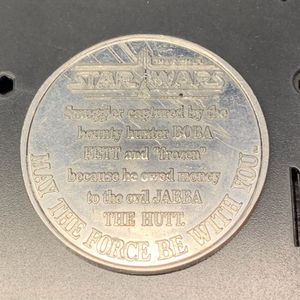 STAR WARS
Smuggler captured by the
bounty hunter BOBA
FETT and "frozen"
because he owed money
to the evil JABBA
THE HUTT.
MAY THE FORCE BE WITH YOU.